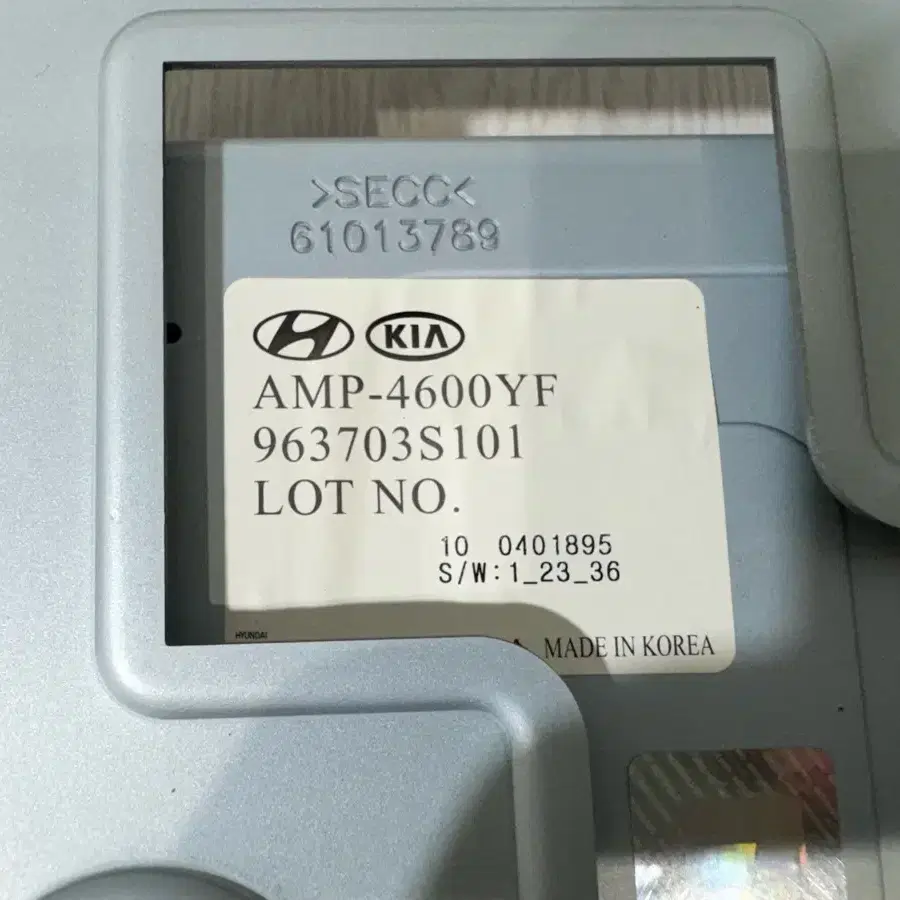 >SECC<
61013789
KIA
AMP-4600YF
963703S101
LOT NO.
10 0401895
S/W:1_23_36
HYUNDAI
MADE IN KOREA